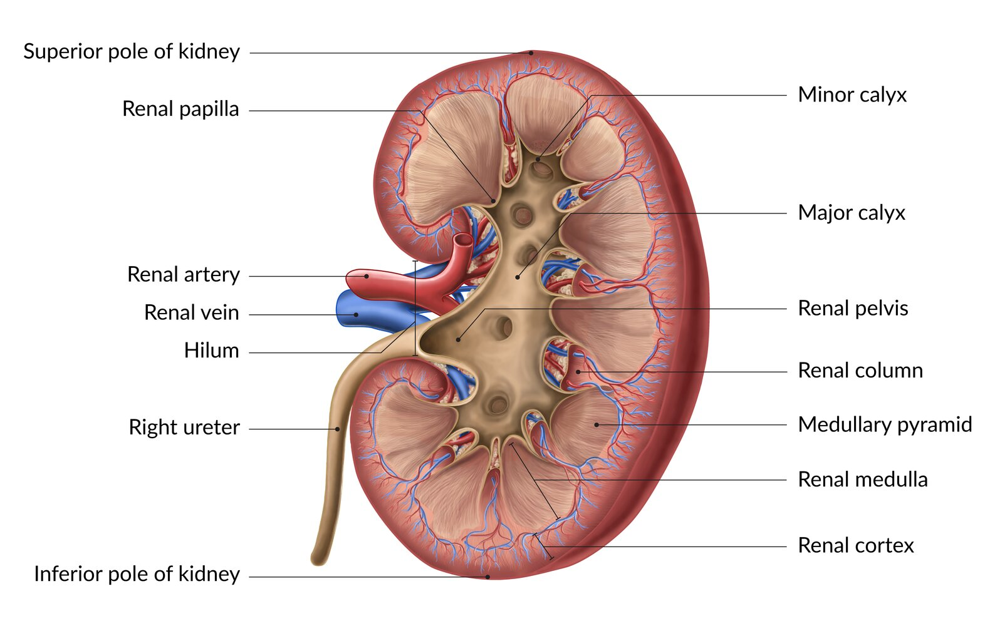 Superior pole of kidney
Renal papilla
Renal artery
Renal vein
Hilum
Right ureter
Inferior pole of kidney
Minor calyx
Major calyx
Renal pelvis
Renal column
Medullary pyramid
Renal medulla
Renal cortex